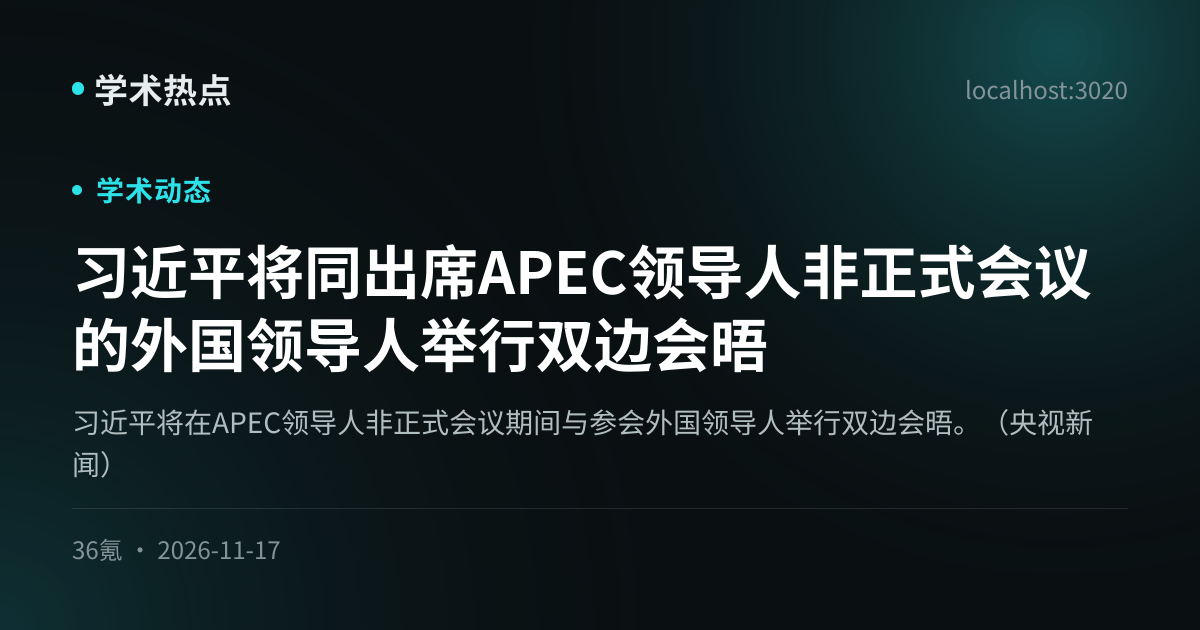 学术热点
localhost:3020
学术动态
习近平将同出席APEC领导人非正式会议
的外国领导人举行双边会晤
习近平将在APEC领导人非正式会议期间与参会外国领导人举行双边会晤。（央视新
闻）
36氪 · 2026-11-17